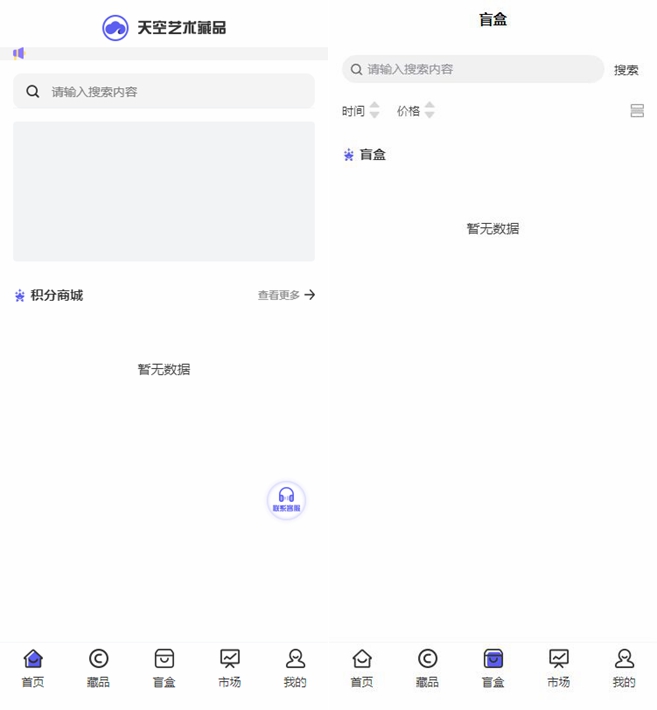 天空艺术藏品
请输入搜索内容
积分商城
查看更多
暂无数据
联系客服
首页
藏品
盲盒
市场
我的
盲盒
请输入搜索内容
搜索
时间
价格
盲盒
暂无数据
首页
藏品
盲盒
市场
我的